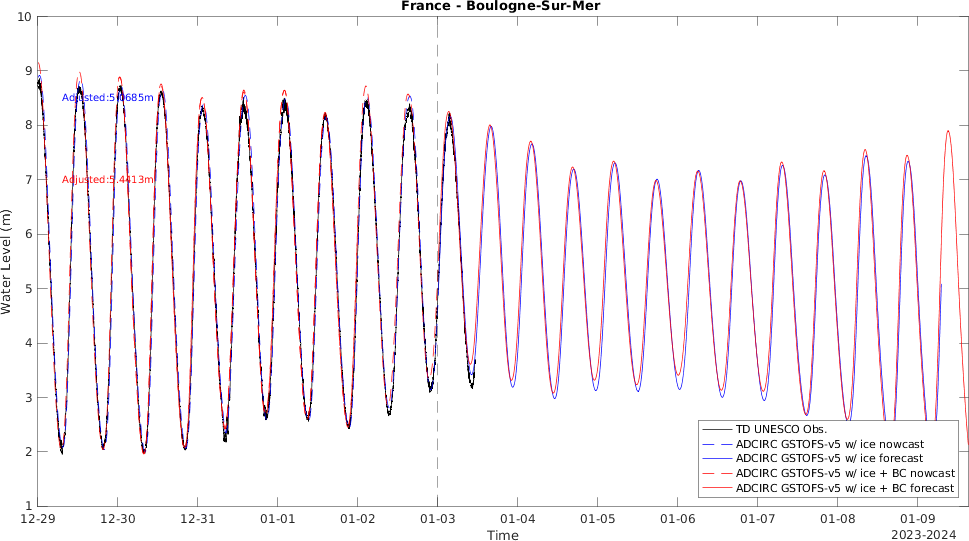 France - Boulogne-Sur-Mer
10
9
8
7
6
5
4
3
2
1
Water Level (m)
Adjusted:5.0685m
Adjusted:5.4413m
TD UNESCO Obs.
ADCIRC GSTOFS-v5 w/ ice nowcast
ADCIRC GSTOFS-v5 w/ ice forecast
ADCIRC GSTOFS-v5 w/ ice + BC nowcast
ADCIRC GSTOFS-v5 w/ ice + BC forecast
12-29 12-30 12-31 01-01 01-02 01-03 01-04 01-05 01-06 01-07 01-08 01-09
Time
2023-2024